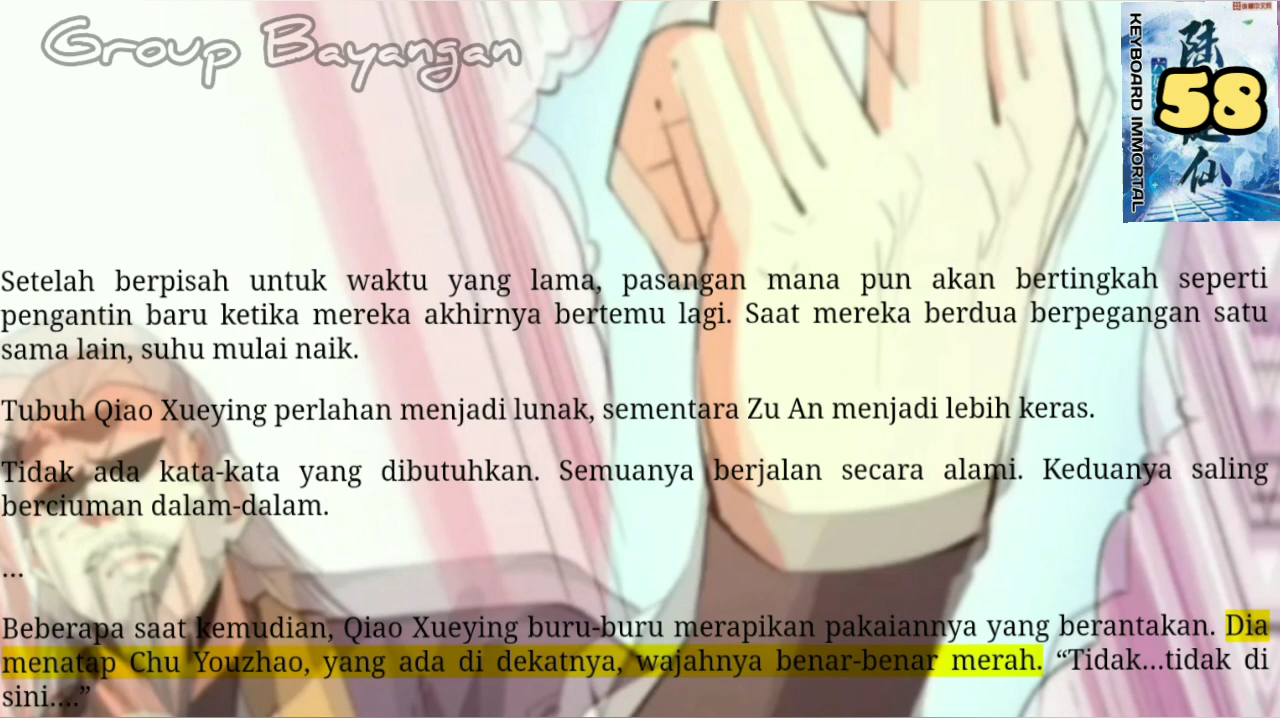 Group Bayangan
KEYBOARD IMMORTAL
58
仙
Setelah berpisah untuk waktu yang lama, pasangan mana pun akan bertingkah seperti
pengantin baru ketika mereka akhirnya bertemu lagi. Saat mereka berdua berpegangan satu
sama lain, suhu mulai naik.
Tubuh Qiao Xueying perlahan menjadi lunak, sementara Zu An menjadi lebih keras.
Tidak ada kata-kata yang dibutuhkan. Semuanya berjalan secara alami. Keduanya saling
berciuman dalam-dalam.
...
Beberapa saat kemudian, Qiao Xueying buru-buru merapikan pakaiannya yang berantakan. Dia
menatap Chu Youzhao, yang ada di dekatnya, wajahnya benar-benar merah. “Tidak...tidak di
sini....”